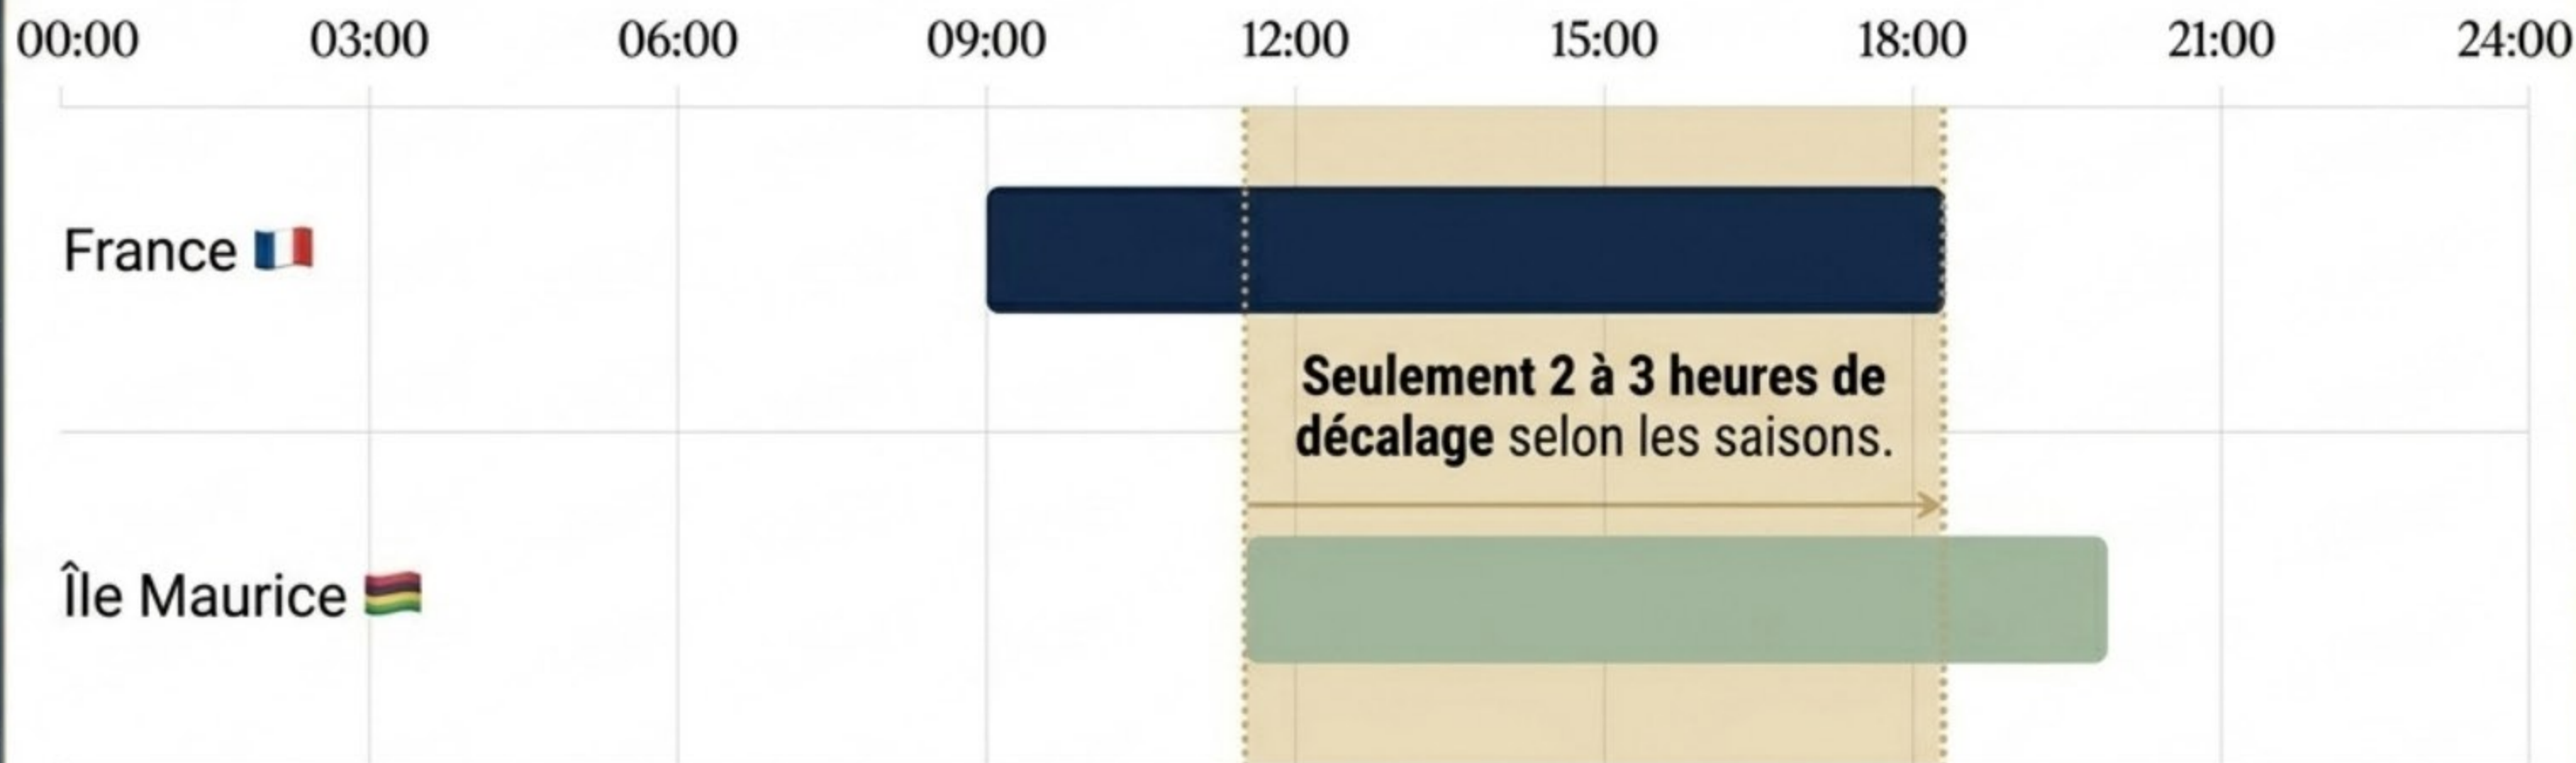 00:00 03:00 06:00 09:00 12:00 15:00 18:00 21:00 24:00
France
Seulement 2 à 3 heures de
décalage selon les saisons.
Île Maurice